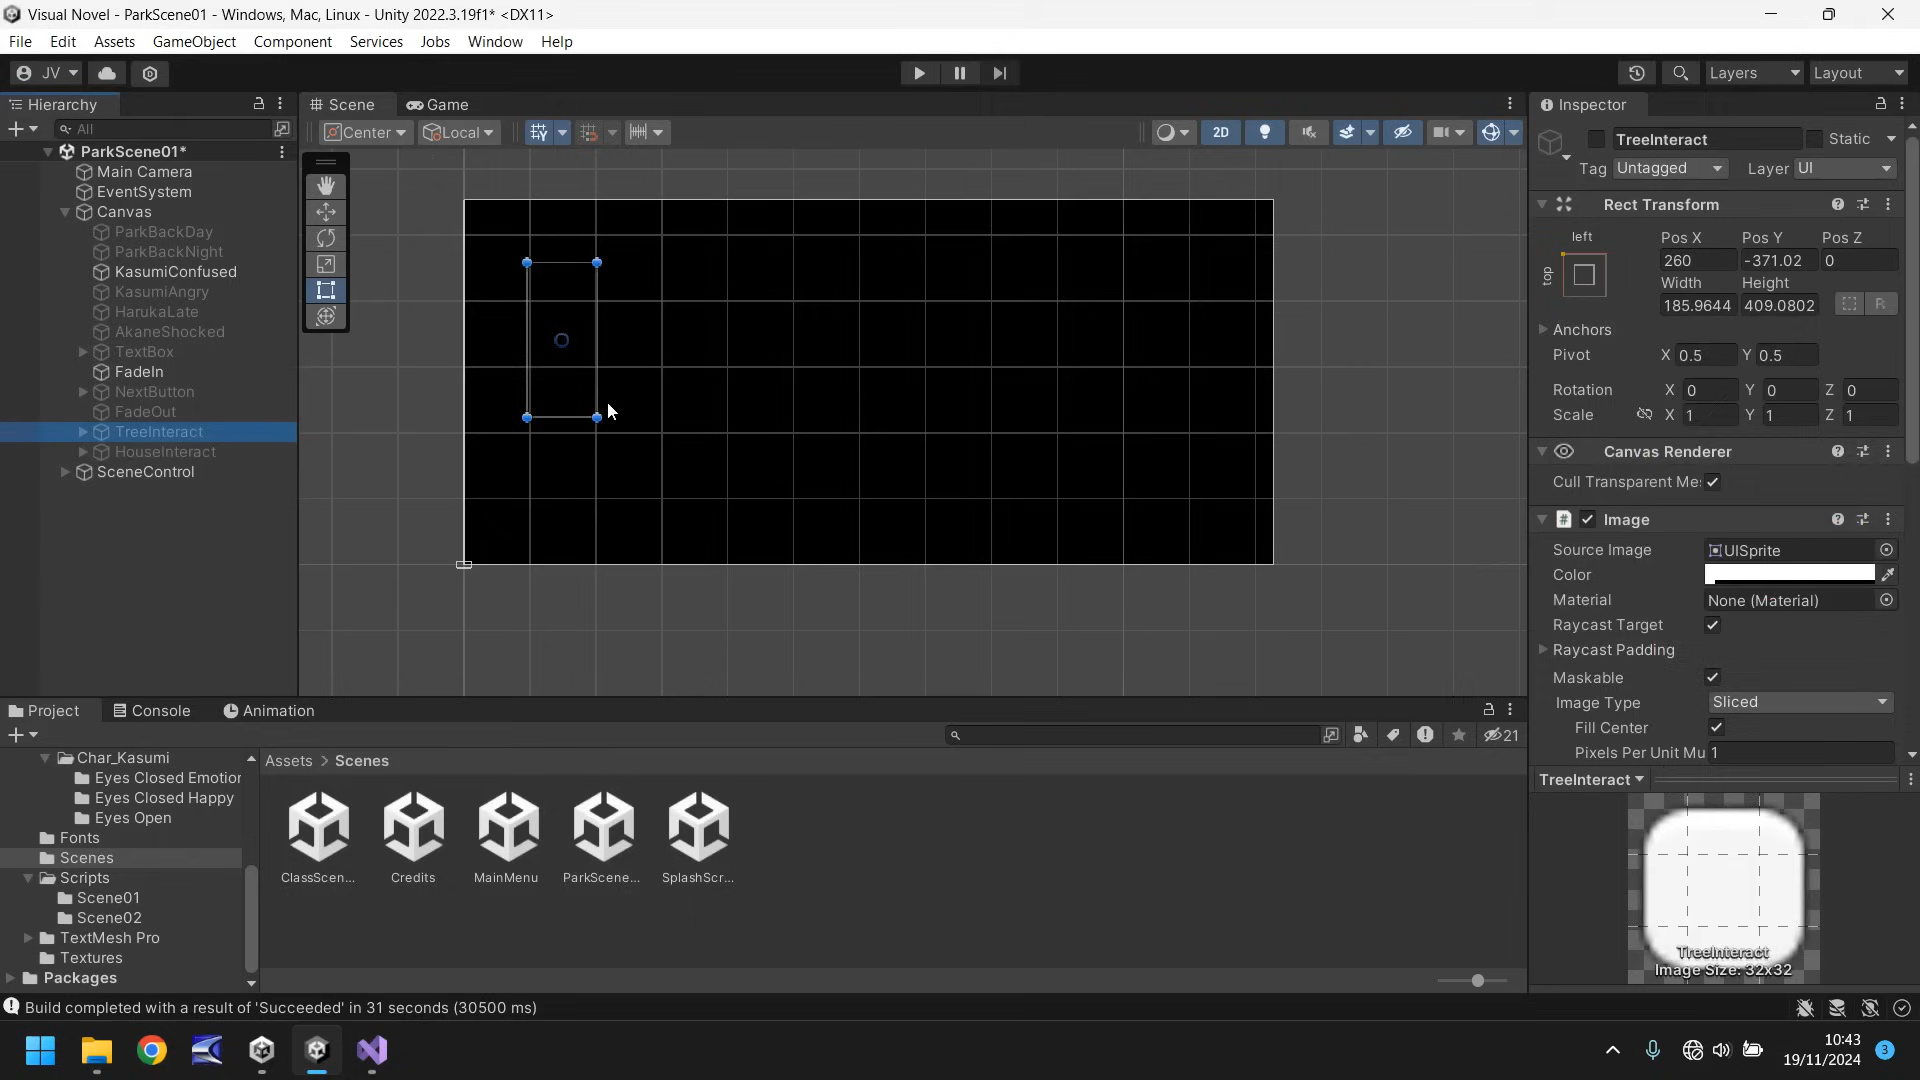 Visual Novel - ParkScene01 - Windows, Mac, Linux - Unity 2022.3.19f1* <DX11>
File Edit Assets GameObject Component Services Jobs Window Help
JV Layers Layout
Hierarchy
All
ParkScene01*
Main Camera
EventSystem
Canvas
ParkBackDay
ParkBackNight
KasumiConfused
KasumiAngry
HarukaLate
AkaneShocked
TextBox
FadeIn
NextButton
FadeOut
TreeInteract
HouseInteract
SceneControl
Scene Game
Center Local 2D
Inspector
TreeInteract Static
Tag Untagged Layer UI
Rect Transform
left Pos X Pos Y Pos Z
top 260 -371.02 0
Width Height
185.9644 409.0802 R
Anchors
Pivot X 0.5 Y 0.5
Rotation X 0 Y 0 Z 0
Scale X 1 Y 1 Z 1
Canvas Renderer
Cull Transparent Me:
# Image
Source Image UISprite
Color
Material None (Material)
Raycast Target
Raycast Padding
Maskable
Image Type Sliced
Fill Center
Pixels Per Unit Mu 1
TreeInteract
TreeInteract
Image Size: 32x32
Project Console Animation
21
Char_Kasumi
Eyes Closed Emotior
Eyes Closed Happy
Eyes Open
Fonts
Scenes
Scripts
Scene01
Scene02
TextMesh Pro
Textures
Packages
Assets > Scenes
ClassScen... Credits MainMenu ParkScene... SplashScr...
Build completed with a result of 'Succeeded' in 31 seconds (30500 ms)
10:43
19/11/2024
3